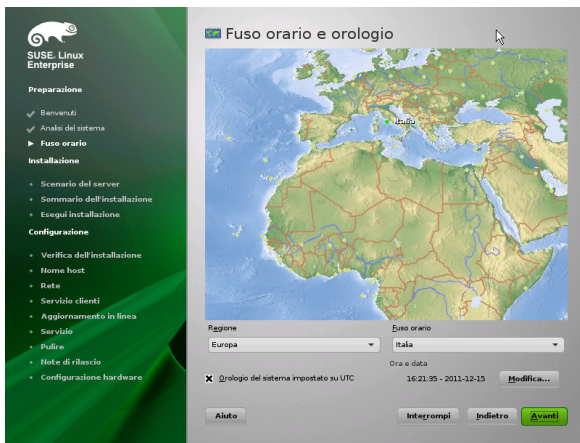 SUSE. Linux
Enterprise
Preparazione
Benvenuti
Analisi del sistema
Fuso orario
Installazione
Scenario del server
Sommario dell'installazione
Esegui installazione
Configurazione
Verifica dell'installazione
Nome host
Rete
Servizio clienti
Aggiornamento in linea
Servizio
Pulire
Note di rilascio
Configurazione hardware
Fuso orario e orologio
Italia
Regione
Fuso orario
Europa
Italia
Ora e data
Orologio del sistema impostato su UTC
16:21:35 - 2011-12-15
Modifica...
Aiuto
Interrompi
Indietro
Avanti